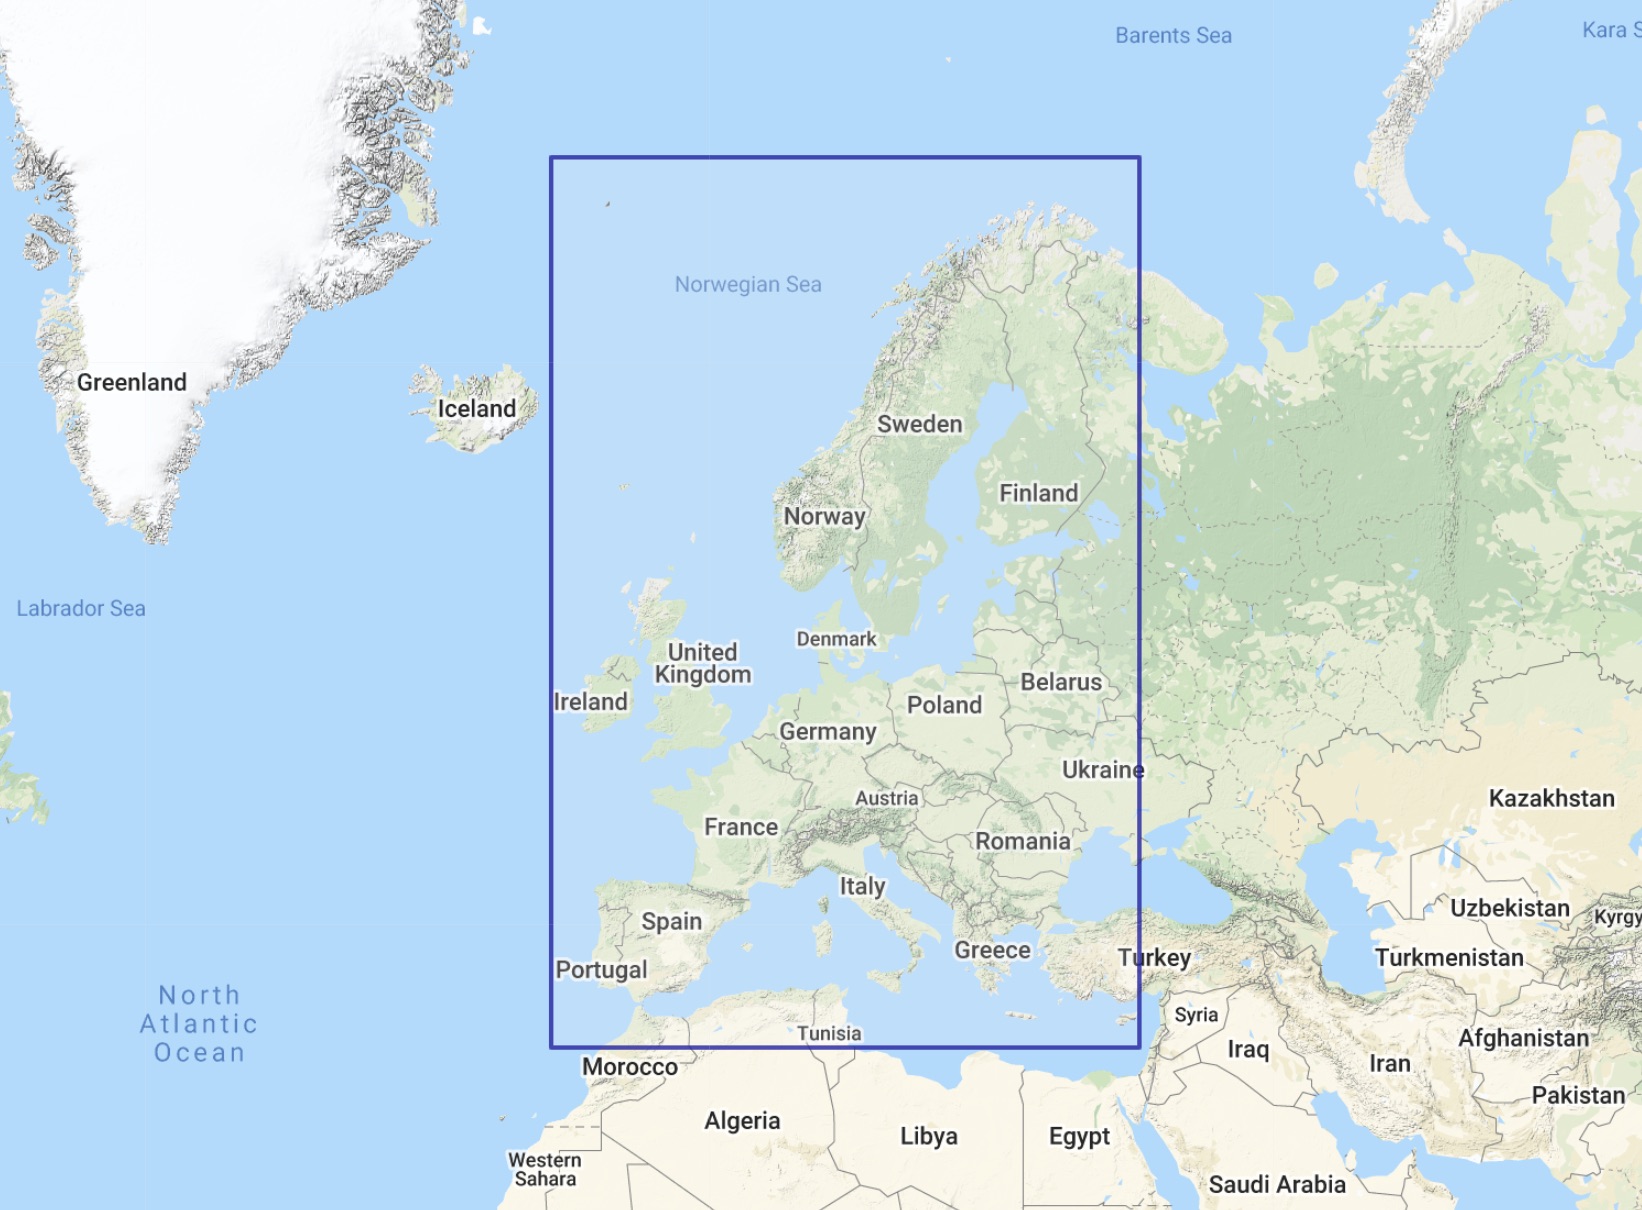 Barents Sea
Kara S
Norwegian Sea
Greenland
Iceland
Sweden
Finland
Norway
Labrador Sea
Denmark
United
Kingdom
Belarus
Ireland
Poland
Germany
Ukraine
Austria
Kazakhstan
France
Romania
Italy
Uzbekistan
Kyrgy
Spain
Greece
Turkey
Turkmenistan
Portugal
North
Atlantic
Ocean
Syria
Tunisia
Afghanistan
Iraq
Iran
Morocco
Pakistan
Algeria
Libya
Egypt
Western
Sahara
Saudi Arabia